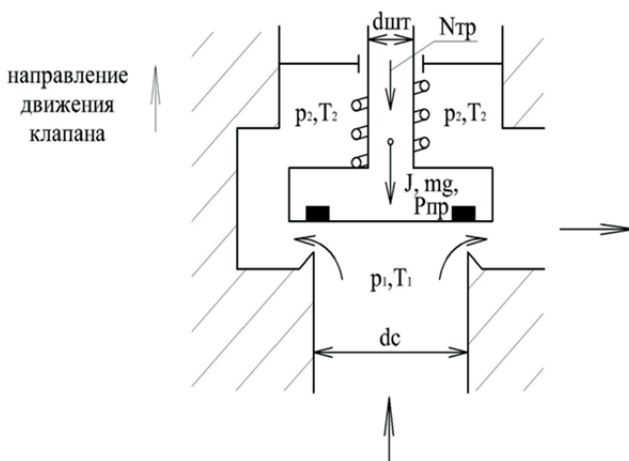 dшт
Nтр
направление
движения
клапана
p₂,T₂
p₂,T₂
J, mg,
Pпр
p₁,T₁
dc